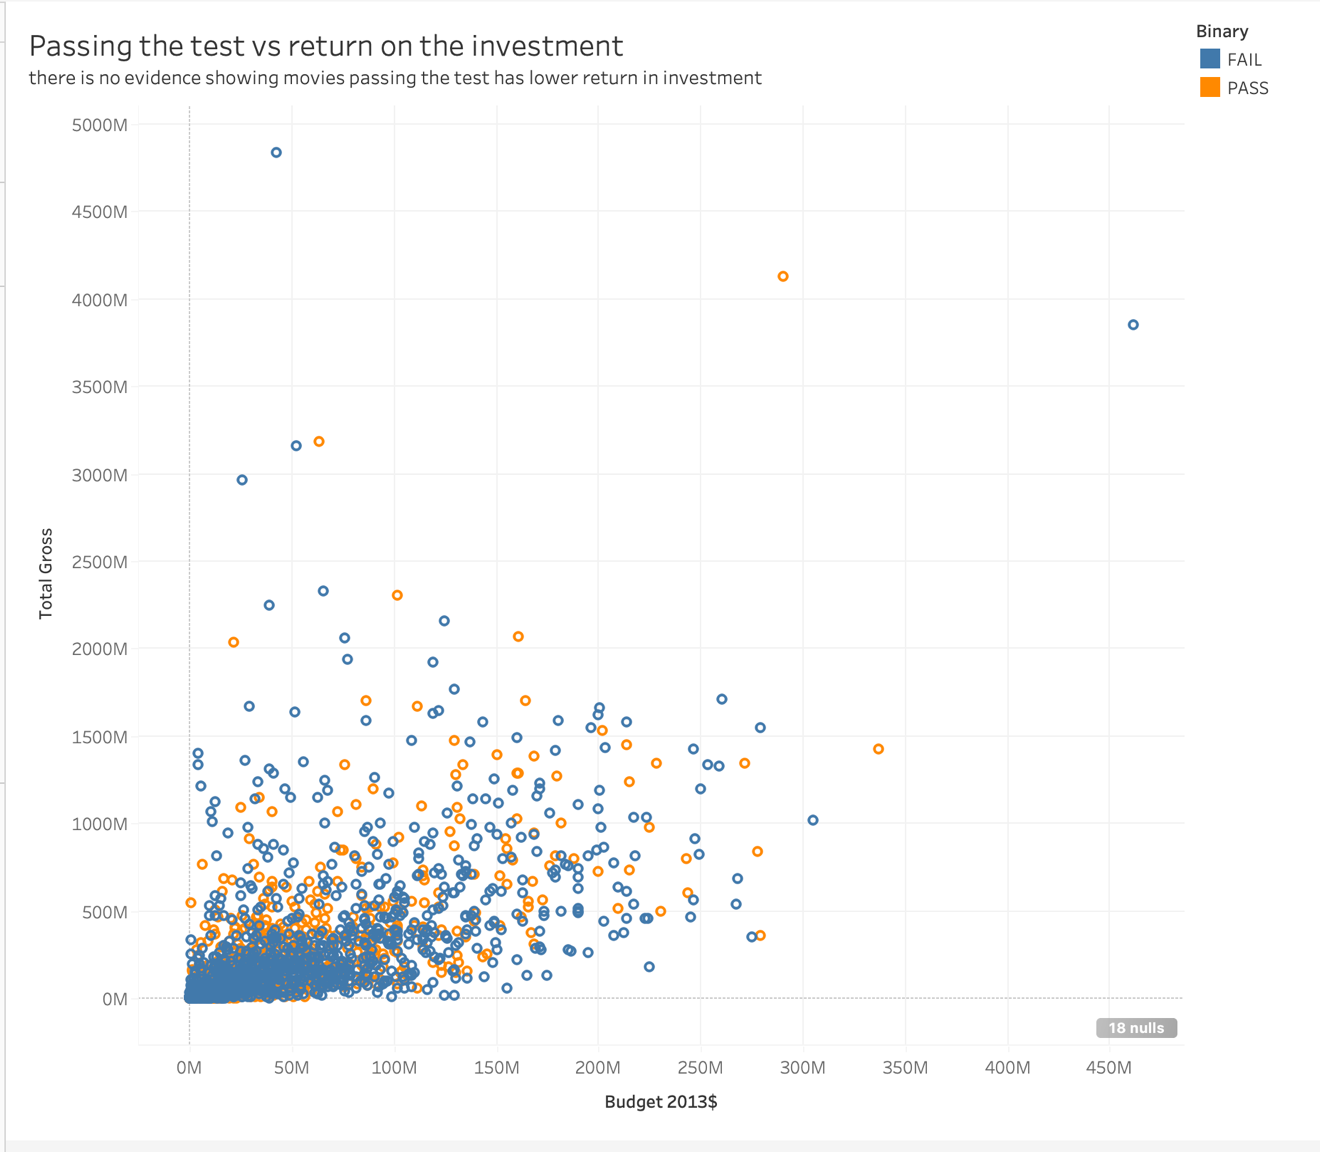 Passing the test vs return on the investment
there is no evidence showing movies passing the test has lower return in investment
Binary
FAIL
PASS
5000M
4500M
4000M
3500M
3000M
2500M
2000M
1500M
1000M
500M
0M
Total Gross
18 nulls
0M 50M 100M 150M 200M 250M 300M 350M 400M 450M
Budget 2013$